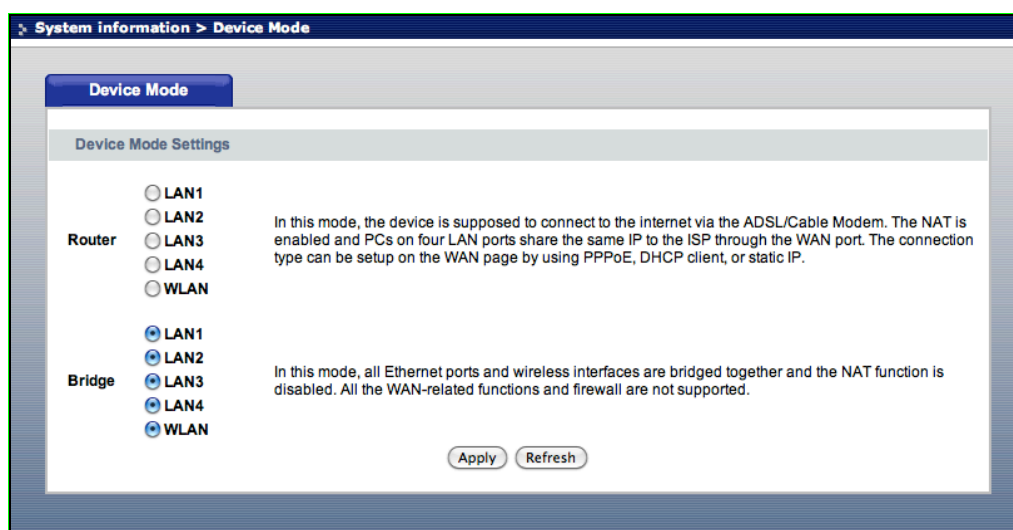 System information > Device Mode
Device Mode
Device Mode Settings
Router
LAN1
LAN2
LAN3
LAN4
WLAN
In this mode, the device is supposed to connect to the internet via the ADSL/Cable Modem. The NAT is
enabled and PCs on four LAN ports share the same IP to the ISP through the WAN port. The connection
type can be setup on the WAN page by using PPPoE, DHCP client, or static IP.
Bridge
LAN1
LAN2
LAN3
LAN4
WLAN
In this mode, all Ethernet ports and wireless interfaces are bridged together and the NAT function is
disabled. All the WAN-related functions and firewall are not supported.
Apply Refresh